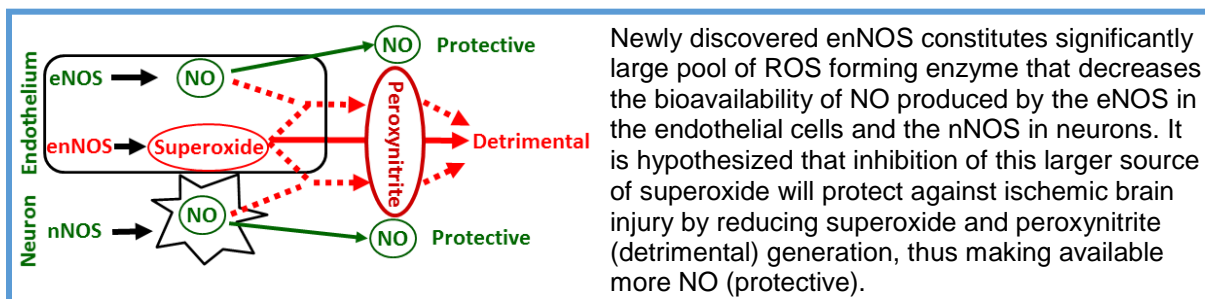 NO Protective
eNOS NO
Endothelium
enNOS Superoxide
Peroxynitrite
Detrimental
Neuron
nNOS NO
NO Protective
Newly discovered enNOS constitutes significantly
large pool of ROS forming enzyme that decreases
the bioavailability of NO produced by the eNOS in
the endothelial cells and the nNOS in neurons. It
is hypothesized that inhibition of this larger source
of superoxide will protect against ischemic brain
injury by reducing superoxide and peroxynitrite
(detrimental) generation, thus making available
more NO (protective).